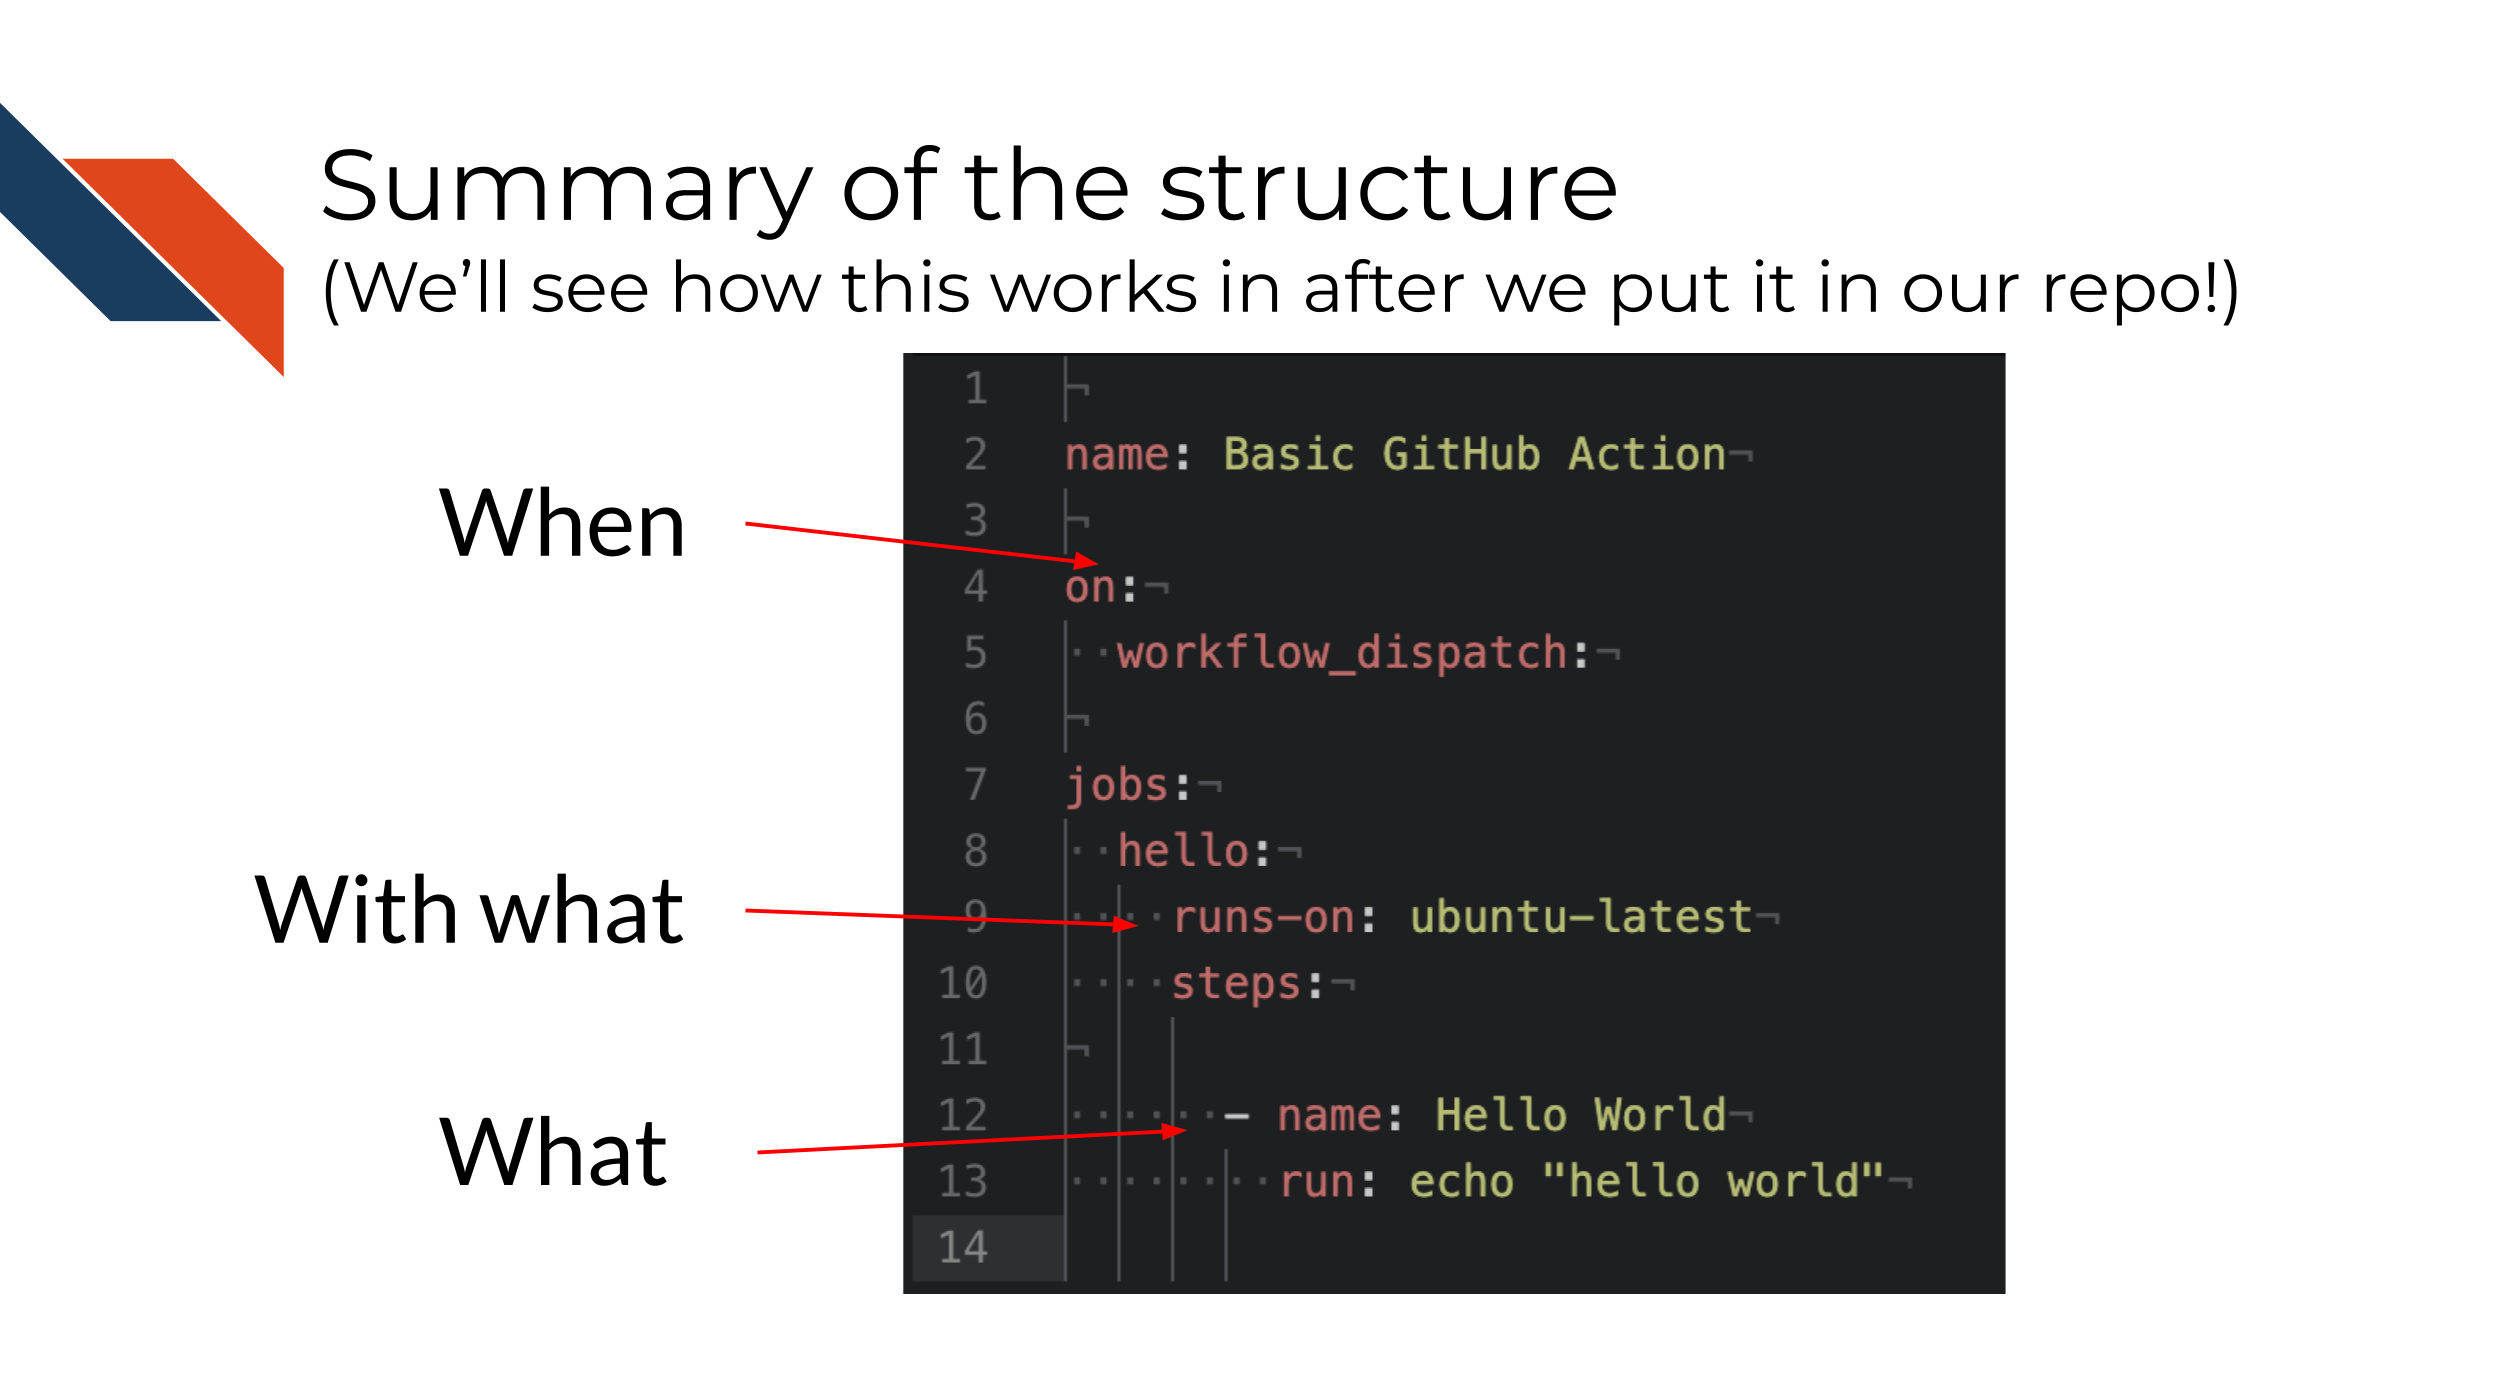 Summary of the structure
(We'll see how this works in after we put it in our repo!)
When
With what
What
1
2 name: Basic GitHub Action¬
3
4 on:¬
5 ··workflow_dispatch:¬
6 ¬
7 jobs:¬
8 ··hello:¬
9 ····runs-on: ubuntu-latest¬
10 ····steps:¬
11 ¬
12 ······- name: Hello World¬
13 ········run: echo "hello world"¬
14